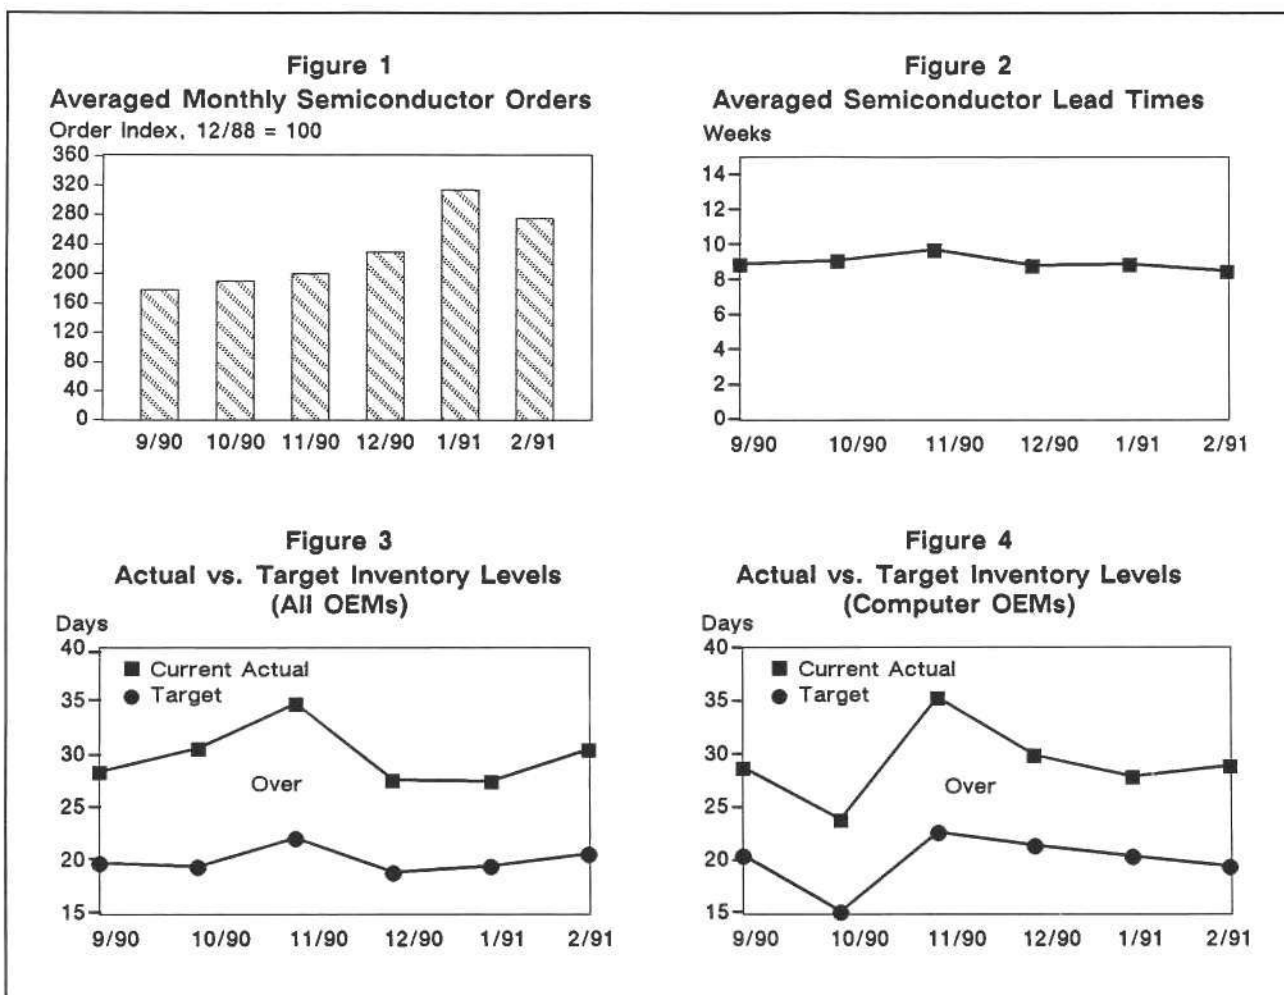 Figure 1
Averaged Monthly Semiconductor Orders
Order Index, 12/88 = 100
360
320
280
240
200
160
120
80
40
0
9/90 10/90 11/90 12/90 1/91 2/91
Figure 2
Averaged Semiconductor Lead Times
Weeks
14
12
10
8
6
4
2
0
9/90 10/90 11/90 12/90 1/91 2/91
Figure 3
Actual vs. Target Inventory Levels
(All OEMs)
Days
40
35
30
25
20
15
Current Actual
Target
Over
9/90 10/90 11/90 12/90 1/91 2/91
Figure 4
Actual vs. Target Inventory Levels
(Computer OEMs)
Days
40
35
30
25
20
15
Current Actual
Target
Over
9/90 10/90 11/90 12/90 1/91 2/91